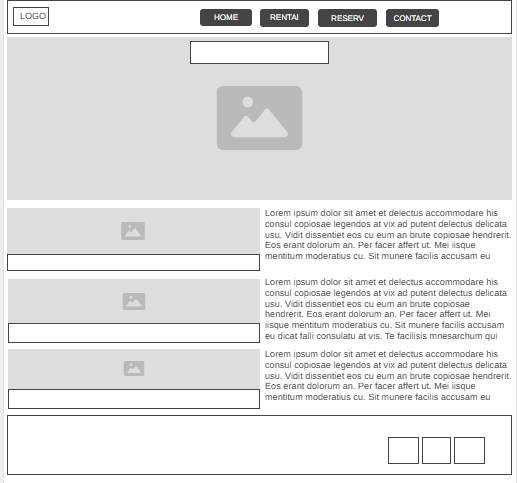 LOGO
HOME
RENTAl
RESERV
CONTACT
Lorem ipsum dolor sit amet et delectus accommodare his
consul copiosae legendos at vix ad putent delectus delicata
usu. Vidit dissentiet eos cu eum an brute copiosae hendrerit.
Eos erant dolorum an. Per facer affert ut. Mei iisque
mentitum moderatius cu. Sit munere facilis accusam eu
Lorem ipsum dolor sit amet et delectus accommodare his
consul copiosae legendos at vix ad putent delectus delicata
usu. Vidit dissentiet eos cu eum an brute copiosae
hendrerit. Eos erant dolorum an. Per facer affert ut. Mei
iisque mentitum moderatius cu. Sit munere facilis accusam
eu dicat falli consulatu at vis. Te facilisis mnesarchum qui
Lorem ipsum dolor sit amet et delectus accommodare his
consul copiosae legendos at vix ad putent delectus delicata
usu. Vidit dissentiet eos cu eum an brute copiosae hendrerit.
Eos erant dolorum an. Per facer affert ut. Mei iisque
mentitum moderatius cu. Sit munere facilis accusam eu